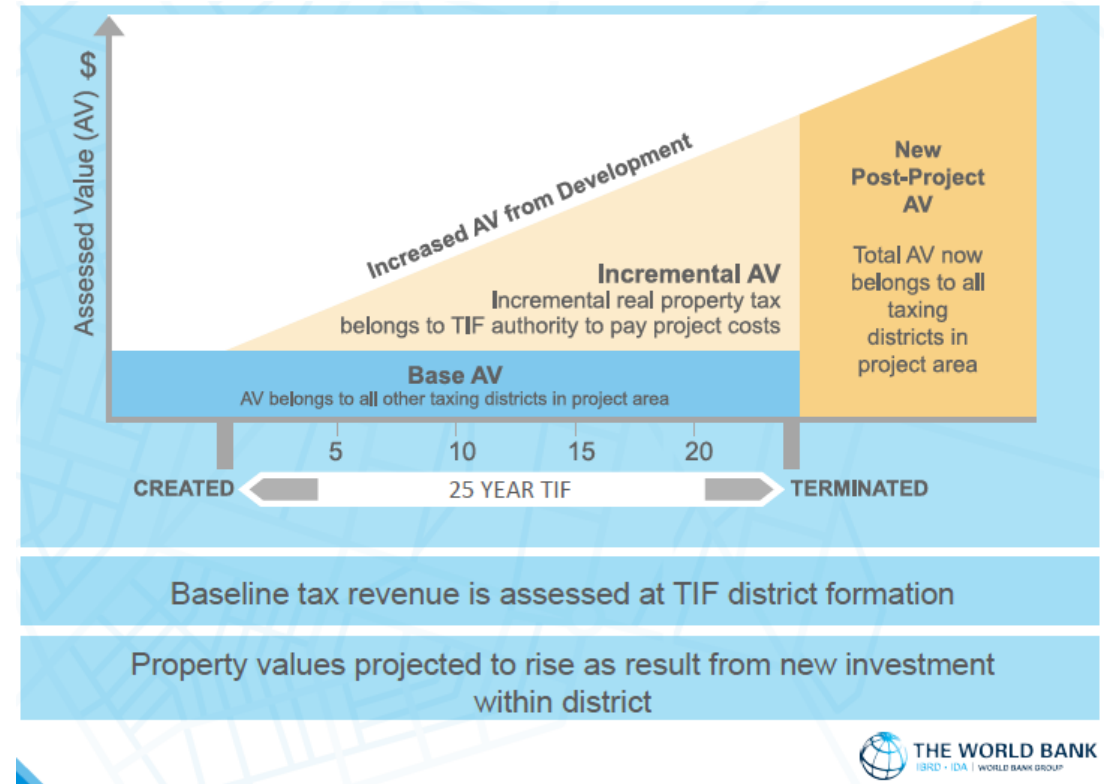 $
Assessed Value (AV)
Increased AV from Development
Incremental AV
Incremental real property tax
belongs to TIF authority to pay project costs
New
Post-Project
AV
Total AV now
belongs to all
taxing
districts in
project area
Base AV
AV belongs to all other taxing districts in project area
5 10 15 20
CREATED 25 YEAR TIF TERMINATED
Baseline tax revenue is assessed at TIF district formation
Property values projected to rise as result from new investment
within district
THE WORLD BANK
IBRD • IDA | WORLD BANK GROUP